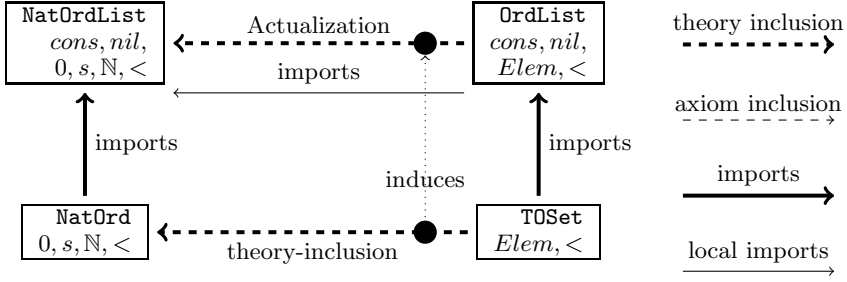 NatOrdList
cons, nil,
0, s, ℕ, <
Actualization
imports
OrdList
cons, nil,
Elem, <
theory inclusion
axiom inclusion
imports
imports
induces
imports
local imports
NatOrd
0, s, ℕ, <
theory-inclusion
TOSet
Elem, <